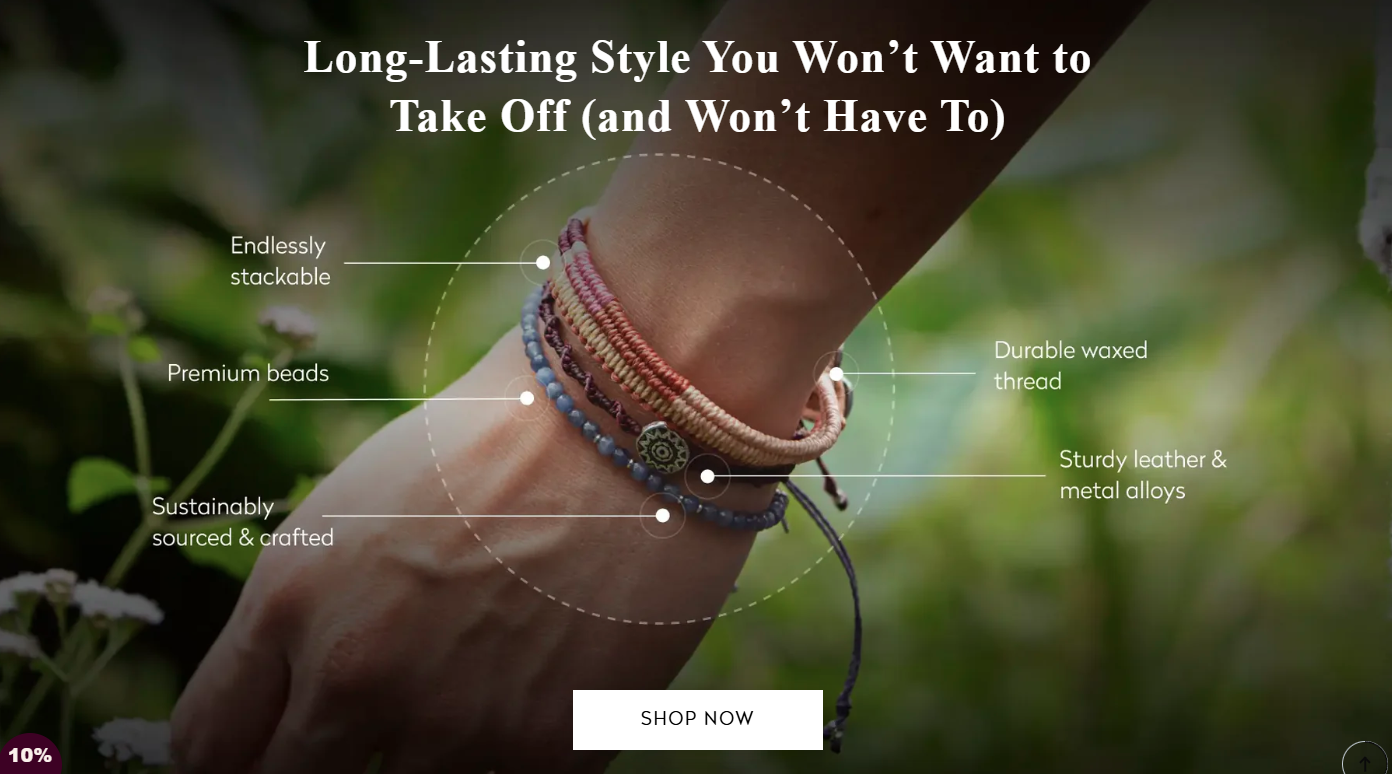 Long-Lasting Style You Won’t Want to
Take Off (and Won’t Have To)
Endlessly
stackable
Premium beads
Sustainably
sourced & crafted
Durable waxed
thread
Sturdy leather &
metal alloys
SHOP NOW
10%